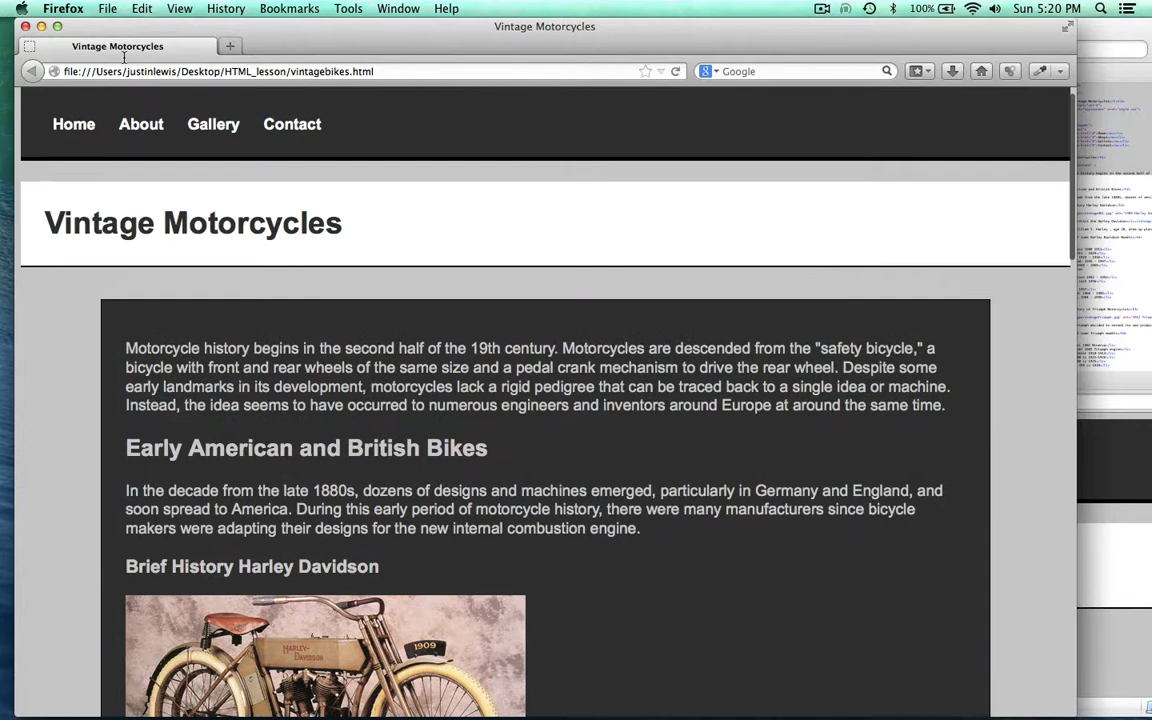 Firefox File Edit View History Bookmarks Tools Window Help 100% Sun 5:20 PM
Vintage Motorcycles
Vintage Motorcycles
file:///Users/justinlewis/Desktop/HTML_lesson/vintagebikes.html Google
Home About Gallery Contact
Vintage Motorcycles
Motorcycle history begins in the second half of the 19th century. Motorcycles are descended from the "safety bicycle," a
bicycle with front and rear wheels of the same size and a pedal crank mechanism to drive the rear wheel. Despite some
early landmarks in its development, motorcycles lack a rigid pedigree that can be traced back to a single idea or machine.
Instead, the idea seems to have occurred to numerous engineers and inventors around Europe at around the same time.
Early American and British Bikes
In the decade from the late 1880s, dozens of designs and machines emerged, particularly in Germany and England, and
soon spread to America. During this early period of motorcycle history, there were many manufacturers since bicycle
makers were adapting their designs for the new internal combustion engine.
Brief History Harley Davidson
HARLEY-
DAVIDSON
1909